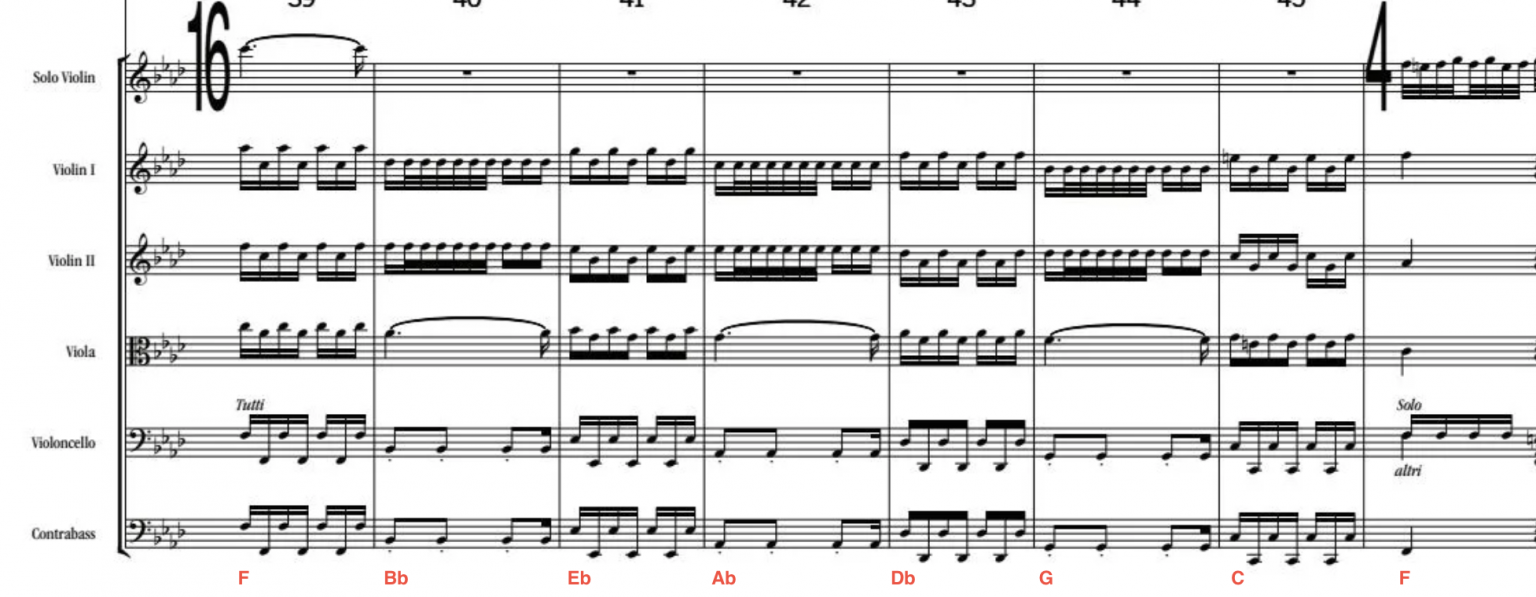 39 40 41 42 43 44 45
16
4
Solo Violin
Violin I
Violin II
Viola
Tutti
Solo
Violoncello
altri
Contrabass
F Bb Eb Ab Db G C F